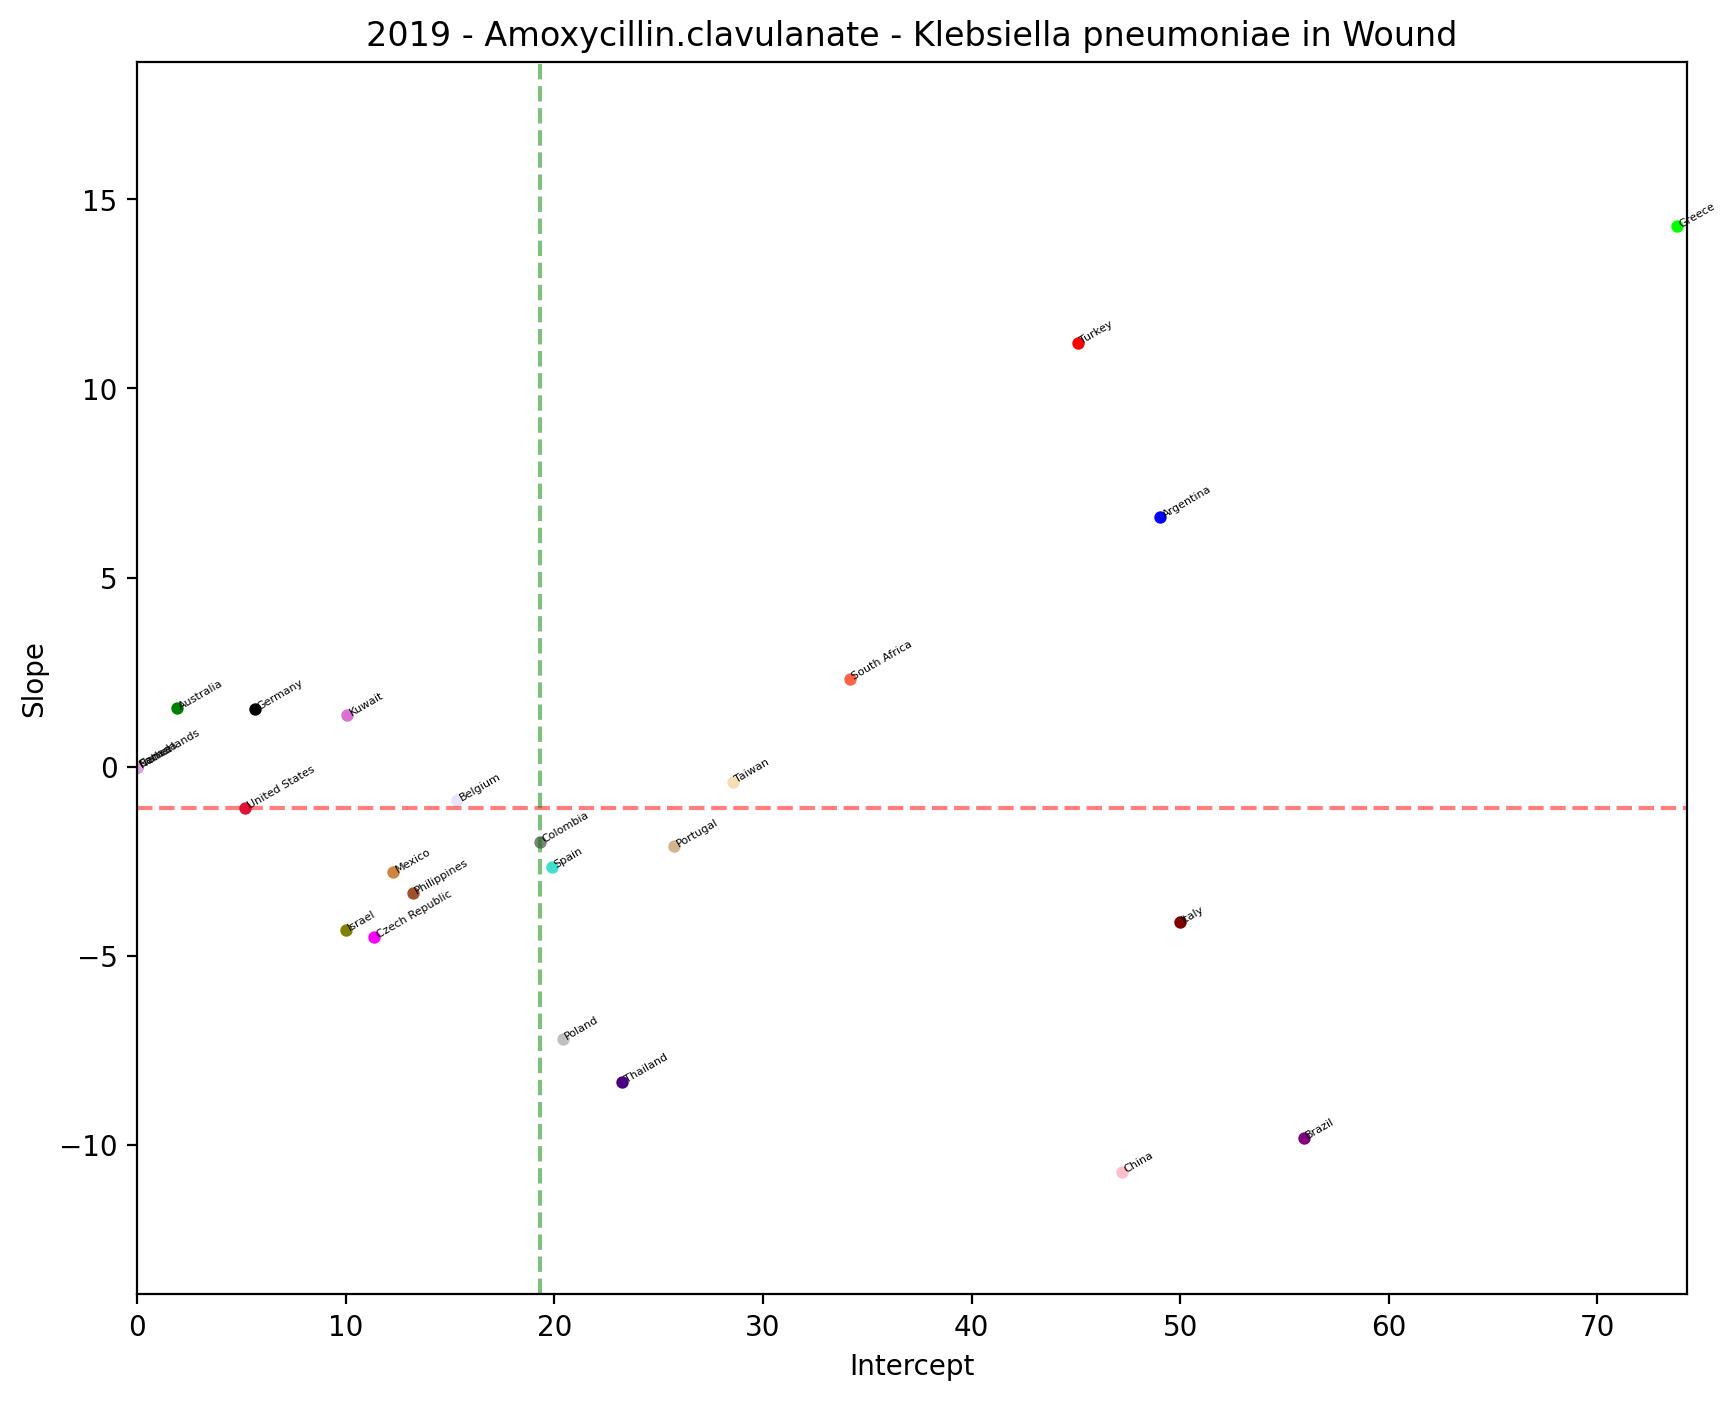 2019 - Amoxycillin.clavulanate - Klebsiella pneumoniae in Wound
Slope
15
10
5
0
−5
−10
Greece
Turkey
Argentina
South Africa
Australia
Germany
Kuwait
Taiwan
United States
Belgium
Colombia
Portugal
Spain
Mexico
Philippines
Israel
Czech Republic
Italy
Poland
Thailand
Brazil
China
0 10 20 30 40 50 60 70
Intercept